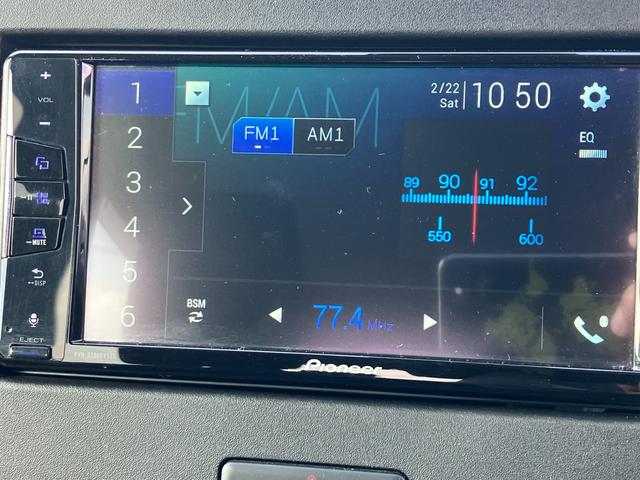 +
VOL
−
MUTE
DISP
EJECT
1
2
3
4
5
6
FM/AM
FM1
AM1
2/22
Sat
10 50
EQ
89 90 91 92
550 600
BSM
77.4 MHz
Pioneer